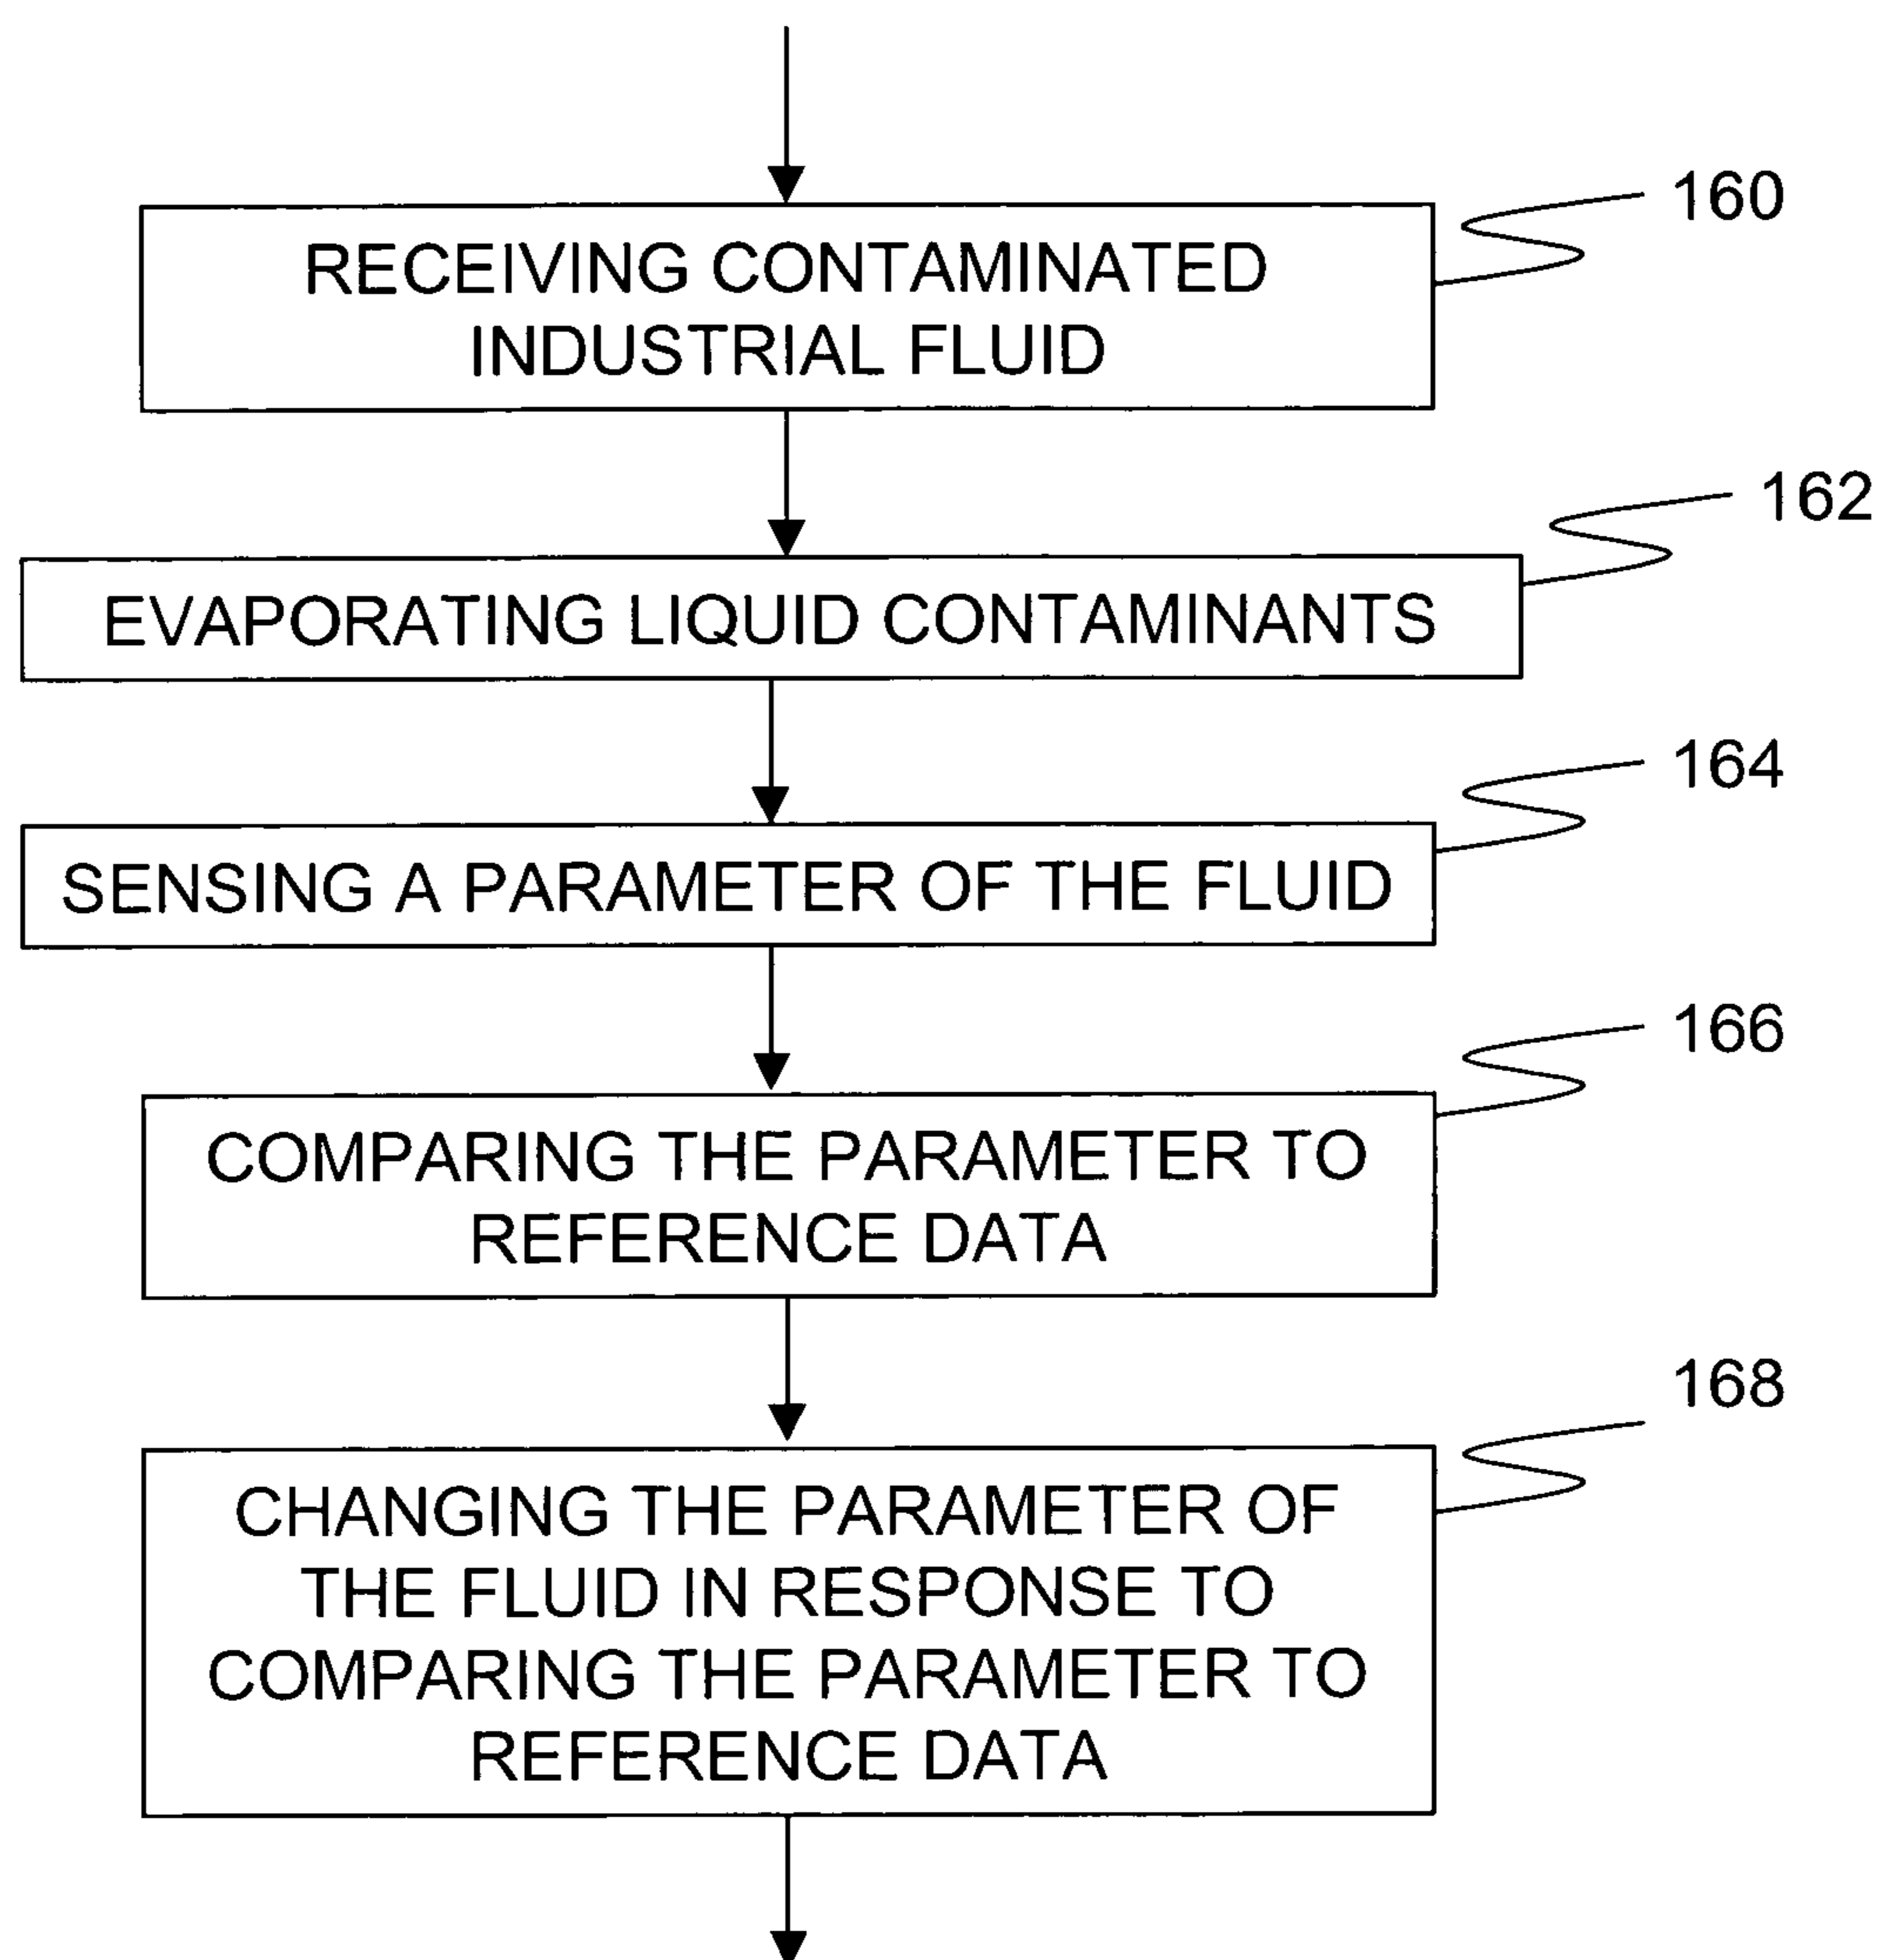 160
RECEIVING CONTAMINATED
INDUSTRIAL FLUID
162
EVAPORATING LIQUID CONTAMINANTS
164
SENSING A PARAMETER OF THE FLUID
166
COMPARING THE PARAMETER TO
REFERENCE DATA
168
CHANGING THE PARAMETER OF
THE FLUID IN RESPONSE TO
COMPARING THE PARAMETER TO
REFERENCE DATA